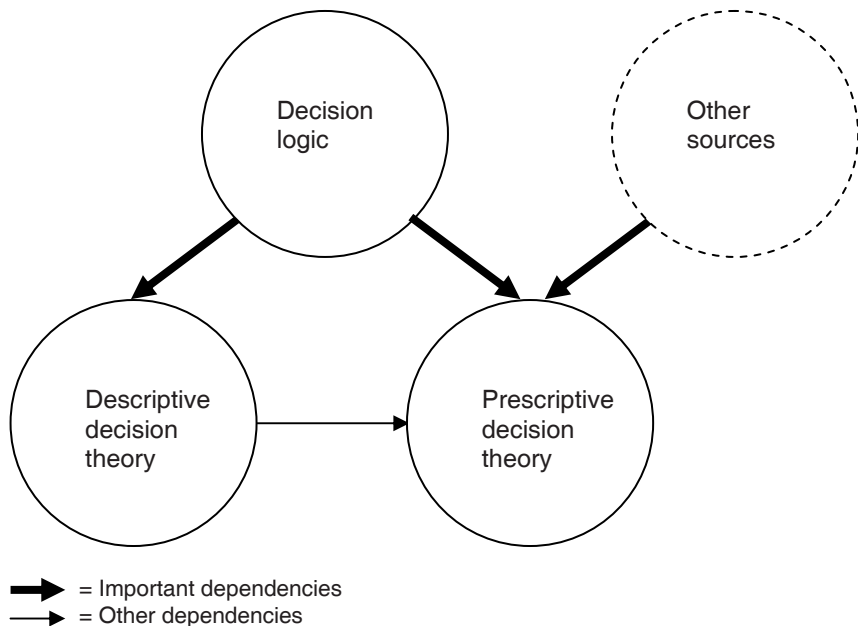 Decision
logic
Other
sources
Descriptive
decision
theory
Prescriptive
decision
theory
= Important dependencies
= Other dependencies